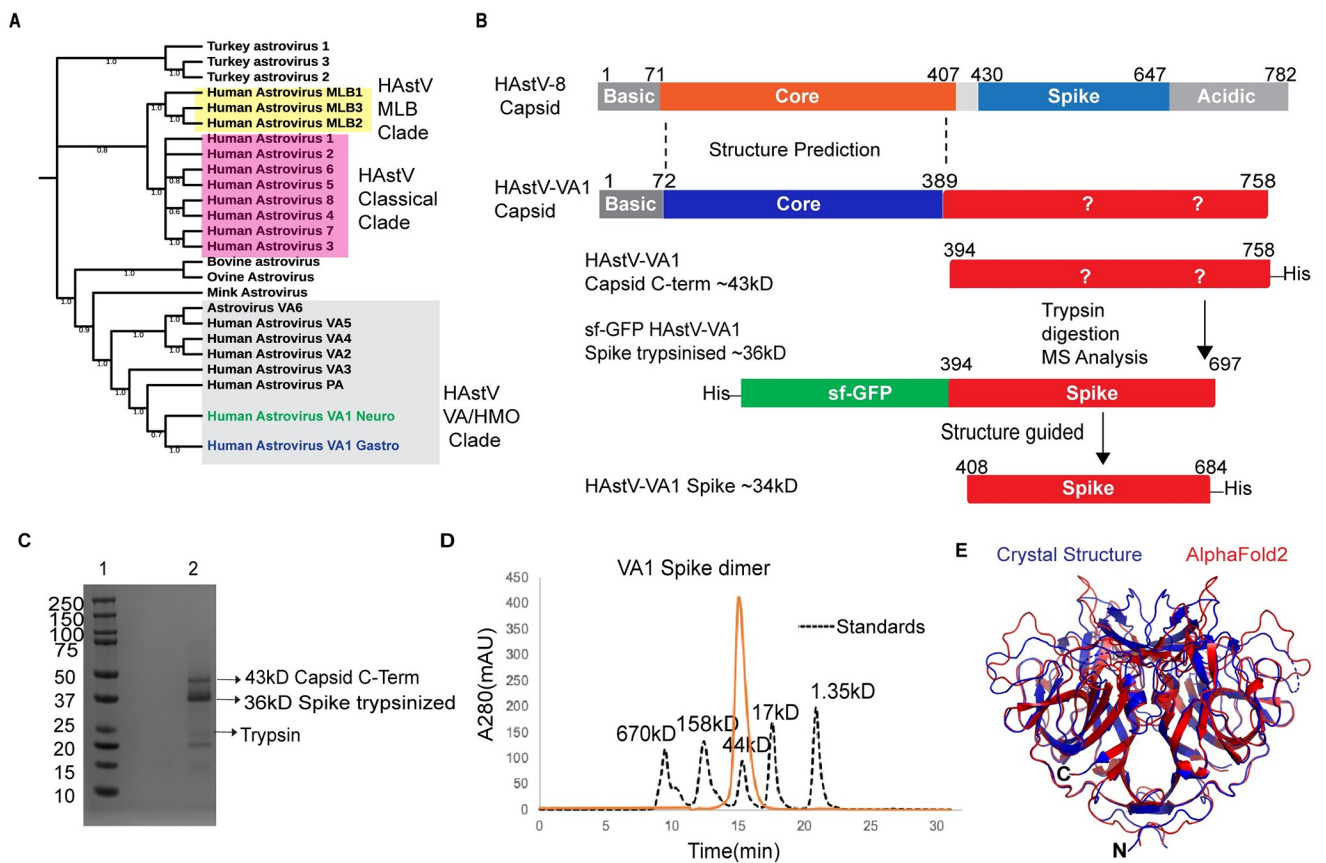 A
Turkey astrovirus 1
Turkey astrovirus 3
Turkey astrovirus 2
Human Astrovirus MLB1
Human Astrovirus MLB3
Human Astrovirus MLB2
Human Astrovirus 1
Human Astrovirus 2
Human Astrovirus 6
Human Astrovirus 5
Human Astrovirus 8
Human Astrovirus 4
Human Astrovirus 7
Human Astrovirus 3
Bovine astrovirus
Ovine Astrovirus
Mink Astrovirus
Astrovirus VA6
Human Astrovirus VA5
Human Astrovirus VA4
Human Astrovirus VA2
Human Astrovirus VA3
Human Astrovirus PA
Human Astrovirus VA1 Neuro
Human Astrovirus VA1 Gastro
HAstV
MLB
Clade
HAstV
Classical
Clade
HAstV
VA/HMO
Clade
1.0
1.0
1.0
1.0
0.8
1.0
0.8
0.6
1.0
1.0
0.9
1.0
1.0
1.0
1.0
1.0
1.0
0.7
1.0
B
1 71 407 430 647 782
HAstV-8
Capsid
Basic Core Spike Acidic
Structure Prediction
1 72 389 758
HAstV-VA1
Capsid
Basic Core ? ?
394 758
HAstV-VA1
Capsid C-term ~43kD
? ? His
Trypsin
digestion
MS Analysis
sf-GFP HAstV-VA1
Spike trypsinised ~36kD
394 697
His sf-GFP Spike
Structure guided
408 684
HAstV-VA1 Spike ~34kD
Spike His
C
1 2
250
150
100
75
50
37
25
20
15
10
43kD Capsid C-Term
36kD Spike trypsinized
Trypsin
D
VA1 Spike dimer
A280(mAU)
450
400
350
300
250
200
150
100
50
0
Standards
670kD
158kD
44kD
17kD
1.35kD
0 5 10 15 20 25 30
Time(min)
E
Crystal Structure AlphaFold2
C
N